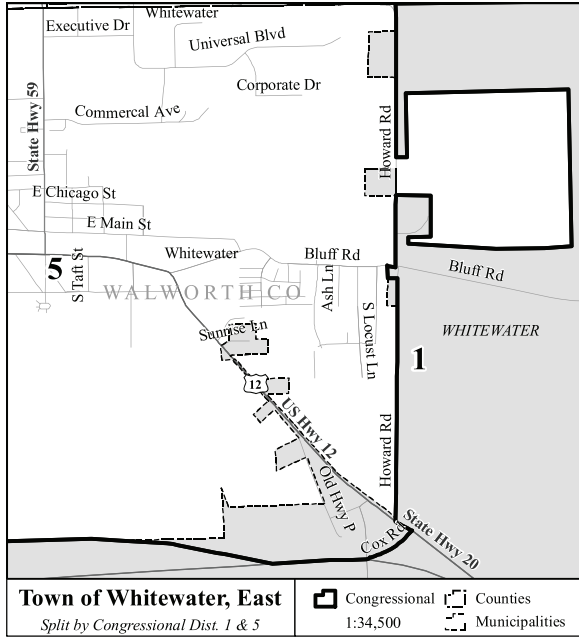 Whitewater
Executive Dr
Universal Blvd
Corporate Dr
State Hwy 59
Commercal Ave
Howard Rd
E Chicago St
E Main St
Whitewater
Bluff Rd
Bluff Rd
5
S Taft St
WALWORTH CO
Ash Ln
S Locust Ln
Sunrise Ln
WHITEWATER
1
12
US Hwy 12
Howard Rd
Old Hwy P
Cox Rd
State Hwy 20
Town of Whitewater, East
Split by Congressional Dist. 1 & 5
Congressional
Counties
1:34,500
Municipalities